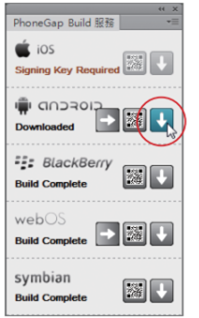 PhoneGap Build 服務
iOS
Signing Key Required
android
Downloaded
BlackBerry
Build Complete
webOS
Build Complete
symbian
Build Complete